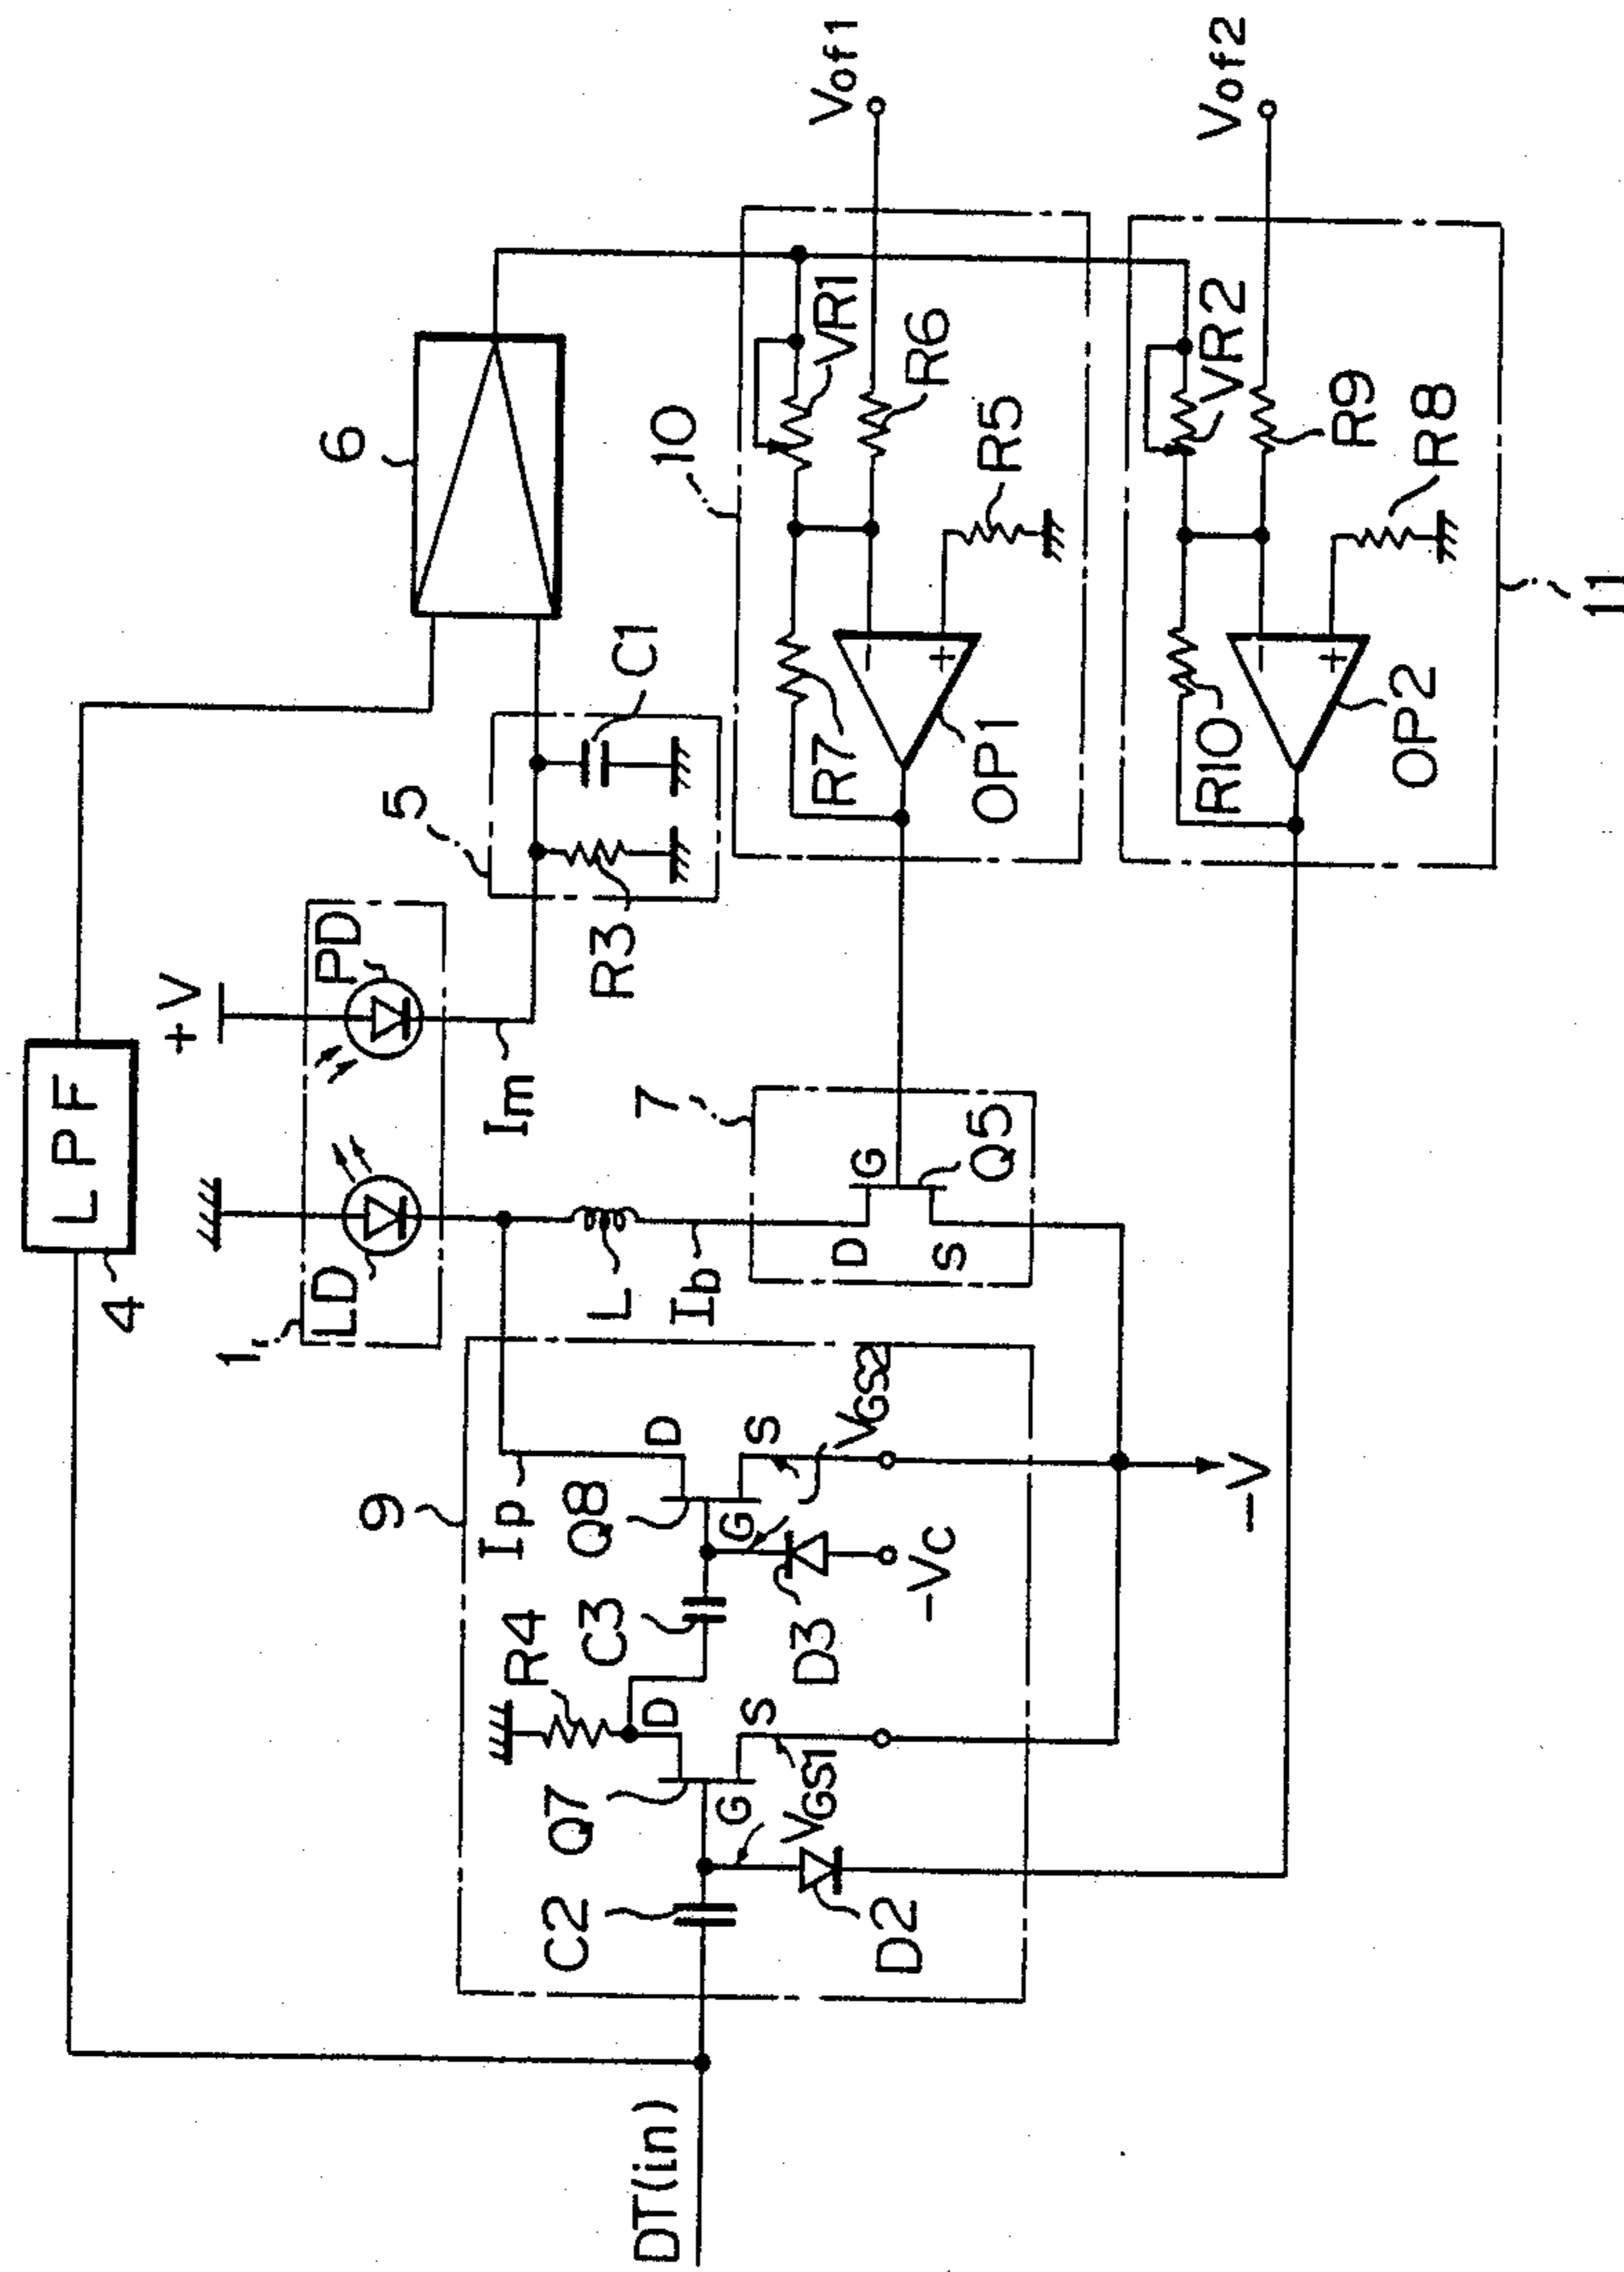 LPF
4
1
LD
+V
PD
Im
5
R3
C1
6
9
Ip
L
Ib
7
D
G
S
Q5
R4
Q7
D
G
S
VGS1
C2
D2
C3
Q8
D
G
S
VGS2
D3
-Vc
-V
DT(in)
10
VR1
R6
R5
R7
-
+
OP1
Vof1
VR2
R9
R8
R10
-
+
OP2
Vof2
11